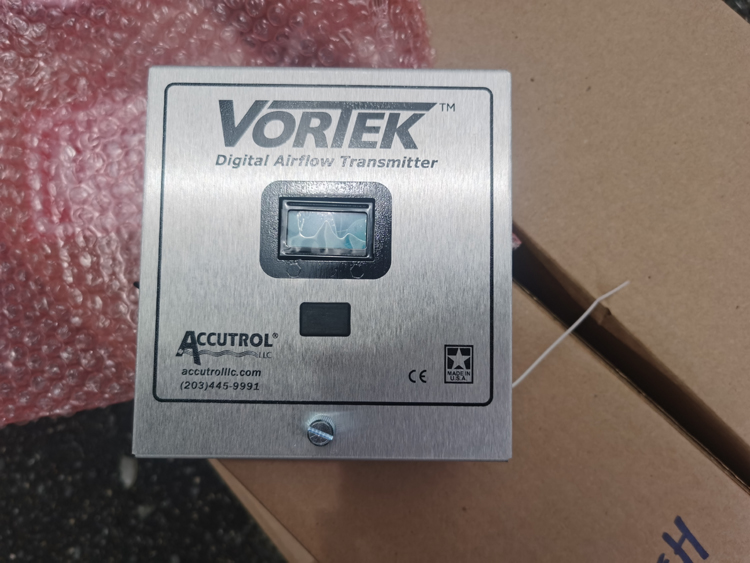 VORTEK™
Digital Airflow Transmitter
ACCUTROL®
LLC
accutrolllc.com
(203)445-9991
CE
MADE IN
U.S.A.
H